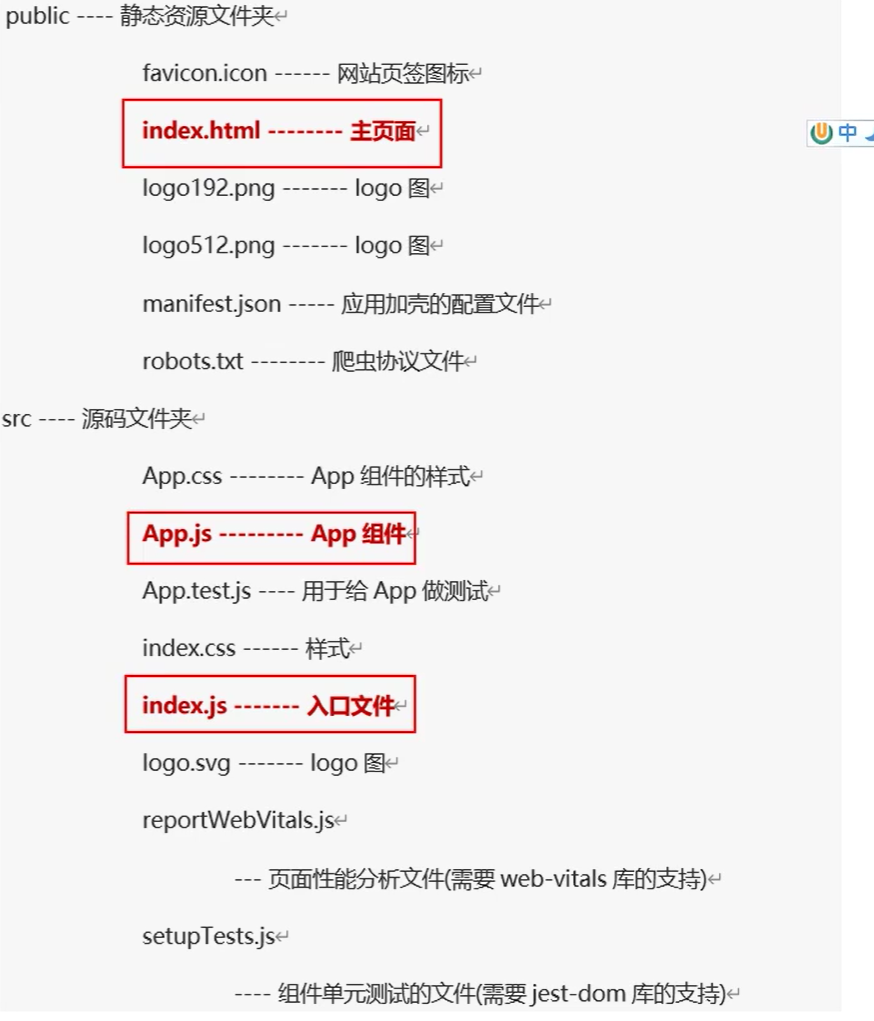 public ---- 静态资源文件夹↵
favicon.icon ------ 网站页签图标↵
index.html -------- 主页面↵
中
logo192.png ------- logo 图↵
logo512.png ------- logo 图↵
manifest.json ----- 应用加壳的配置文件↵
robots.txt -------- 爬虫协议文件↵
src ---- 源码文件夹↵
App.css -------- App 组件的样式↵
App.js --------- App 组件↵
App.test.js ---- 用于给 App 做测试↵
index.css ------ 样式↵
index.js ------- 入口文件↵
logo.svg ------- logo 图↵
reportWebVitals.js↵
--- 页面性能分析文件(需要 web-vitals 库的支持)↵
setupTests.js↵
---- 组件单元测试的文件(需要 jest-dom 库的支持)↵